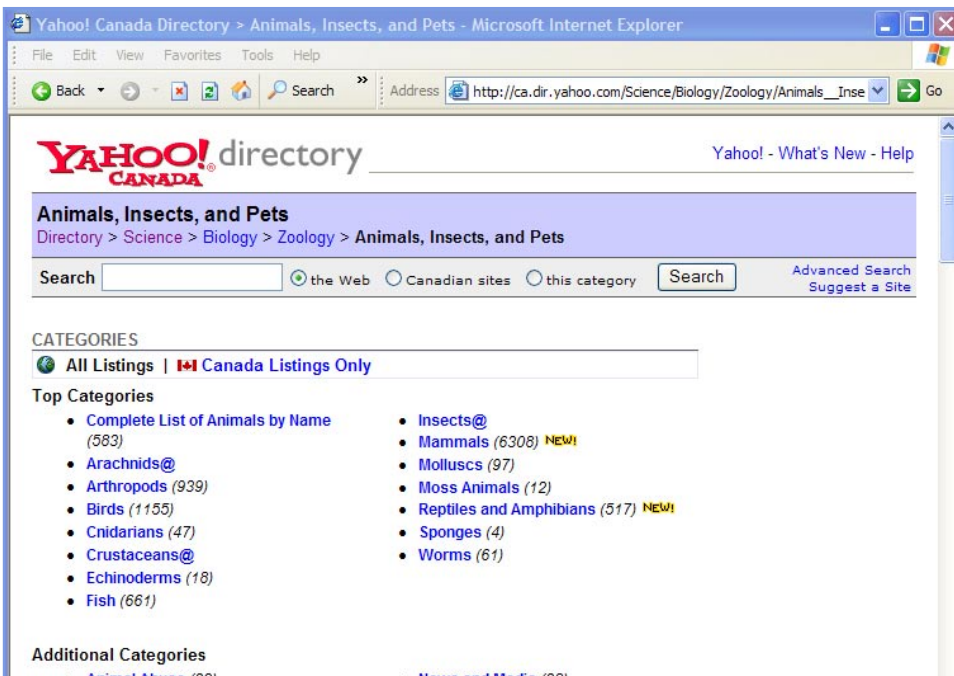 Yahoo! Canada Directory > Animals, Insects, and Pets - Microsoft Internet Explorer
File Edit View Favorites Tools Help
Back Search » Address http://ca.dir.yahoo.com/Science/Biology/Zoology/Animals__Inse Go
YAHOO! directory
CANADA
Yahoo! - What's New - Help
Animals, Insects, and Pets
Directory > Science > Biology > Zoology > Animals, Insects, and Pets
Search the Web Canadian sites this category Search
Advanced Search
Suggest a Site
CATEGORIES
All Listings | Canada Listings Only
Top Categories
Complete List of Animals by Name
(583)
Arachnids@
Arthropods (939)
Birds (1155)
Cnidarians (47)
Crustaceans@
Echinoderms (18)
Fish (661)
Insects@
Mammals (6308) NEW!
Molluscs (97)
Moss Animals (12)
Reptiles and Amphibians (517) NEW!
Sponges (4)
Worms (61)
Additional Categories